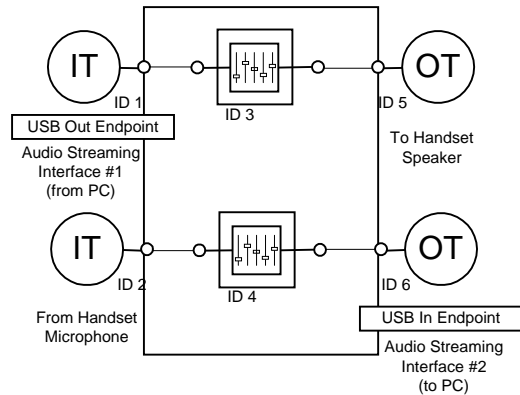 IT
OT
ID 1
ID 3
ID 5
USB Out Endpoint
Audio Streaming
Interface #1
(from PC)
To Handset
Speaker
IT
OT
ID 2
ID 4
ID 6
From Handset
Microphone
USB In Endpoint
Audio Streaming
Interface #2
(to PC)